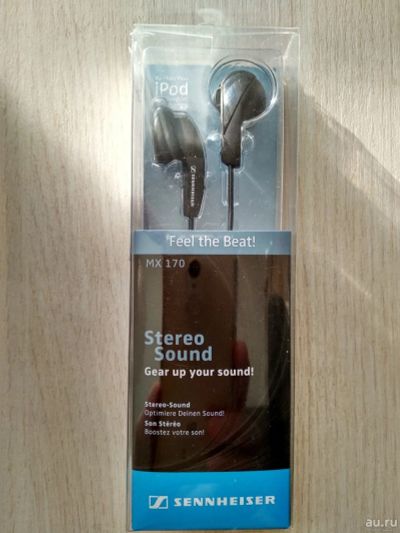 iPod
SENNHEISER
Feel the Beat!
MX 170
Stereo
Sound
Gear up your sound!
Stereo-Sound
Optimiere Deinen Sound!
Son Stéréo
Boostez votre son!
SENNHEISER
au.ru